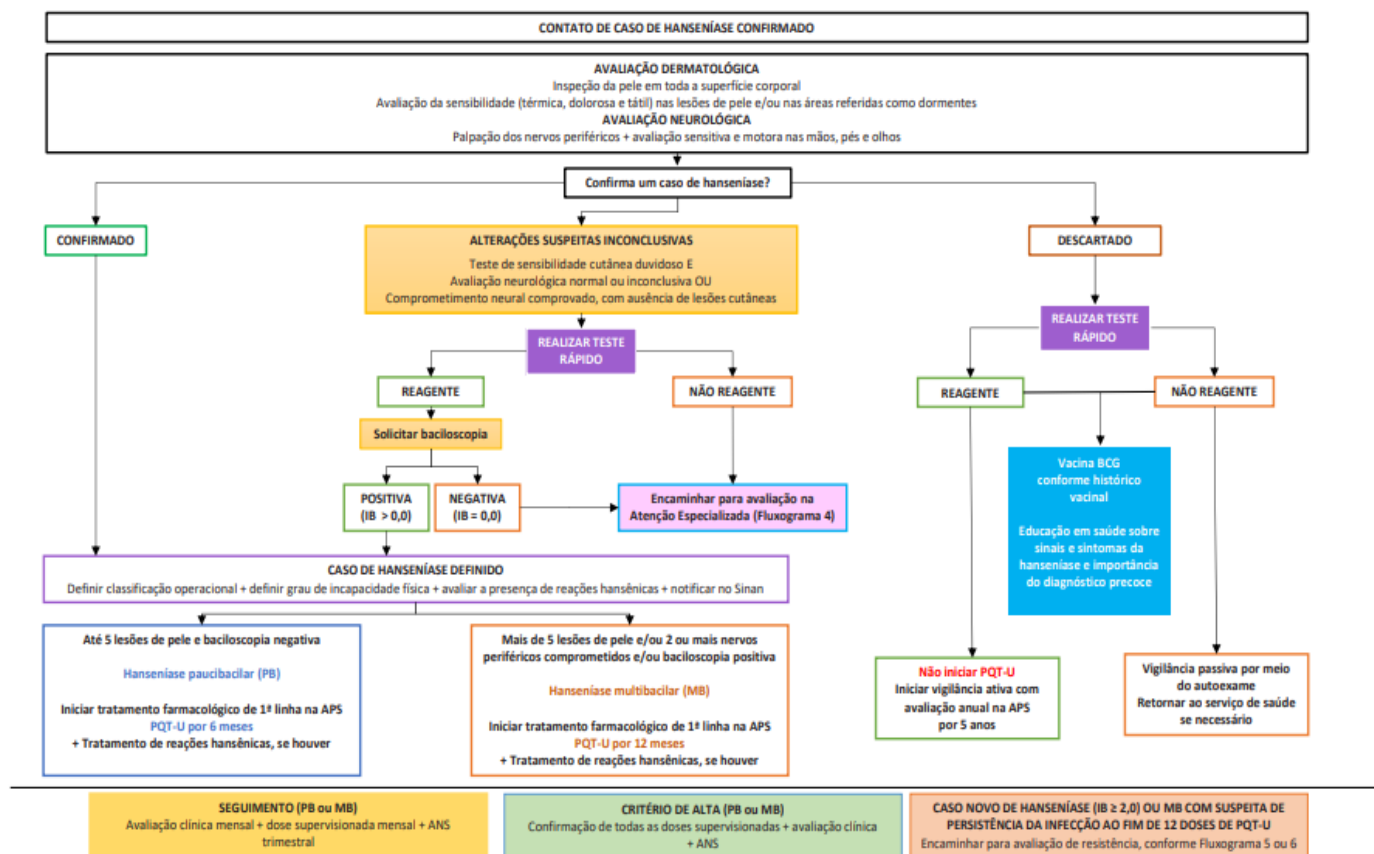 CONTATO DE CASO DE HANSENÍASE CONFIRMADO
AVALIAÇÃO DERMATOLÓGICA
Inspeção da pele em toda a superfície corporal
Avaliação da sensibilidade (térmica, dolorosa e tátil) nas lesões de pele e/ou nas áreas referidas como dormentes
AVALIAÇÃO NEUROLÓGICA
Palpação dos nervos periféricos + avaliação sensitiva e motora nas mãos, pés e olhos
Confirma um caso de hanseníase?
CONFIRMADO
ALTERAÇÕES SUSPEITAS INCONCLUSIVAS
Teste de sensibilidade cutânea duvidoso E
Avaliação neurológica normal ou inconclusiva OU
Comprometimento neural comprovado, com ausência de lesões cutâneas
DESCARTADO
REALIZAR TESTE
RÁPIDO
REALIZAR TESTE
RÁPIDO
REAGENTE
NÃO REAGENTE
REAGENTE
NÃO REAGENTE
Solicitar baciloscopia
POSITIVA
(IB > 0,0)
NEGATIVA
(IB = 0,0)
Encaminhar para avaliação na
Atenção Especializada (Fluxograma 4)
Vacina BCG
conforme histórico
vacinal
Educação em saúde sobre
sinais e sintomas da
hanseníase e importância
do diagnóstico precoce
CASO DE HANSENÍASE DEFINIDO
Definir classificação operacional + definir grau de incapacidade física + avaliar a presença de reações hansênicas + notificar no Sinan
Até 5 lesões de pele e baciloscopia negativa
Hanseníase paucibacilar (PB)
Iniciar tratamento farmacológico de 1ª linha na APS
PQT-U por 6 meses
+ Tratamento de reações hansênicas, se houver
Mais de 5 lesões de pele e/ou 2 ou mais nervos
periféricos comprometidos e/ou baciloscopia positiva
Hanseníase multibacilar (MB)
Iniciar tratamento farmacológico de 1ª linha na APS
PQT-U por 12 meses
+ Tratamento de reações hansênicas, se houver
Não iniciar PQT-U
Iniciar vigilância ativa com
avaliação anual na APS
por 5 anos
Vigilância passiva por meio
do autoexame
Retornar ao serviço de saúde
se necessário
SEGUIMENTO (PB ou MB)
Avaliação clínica mensal + dose supervisionada mensal + ANS
trimestral
CRITÉRIO DE ALTA (PB ou MB)
Confirmação de todas as doses supervisionadas + avaliação clínica
+ ANS
CASO NOVO DE HANSENÍASE (IB ≥ 2,0) OU MB COM SUSPEITA DE
PERSISTÊNCIA DA INFECÇÃO AO FIM DE 12 DOSES DE PQT-U
Encaminhar para avaliação de resistência, conforme Fluxograma 5 ou 6